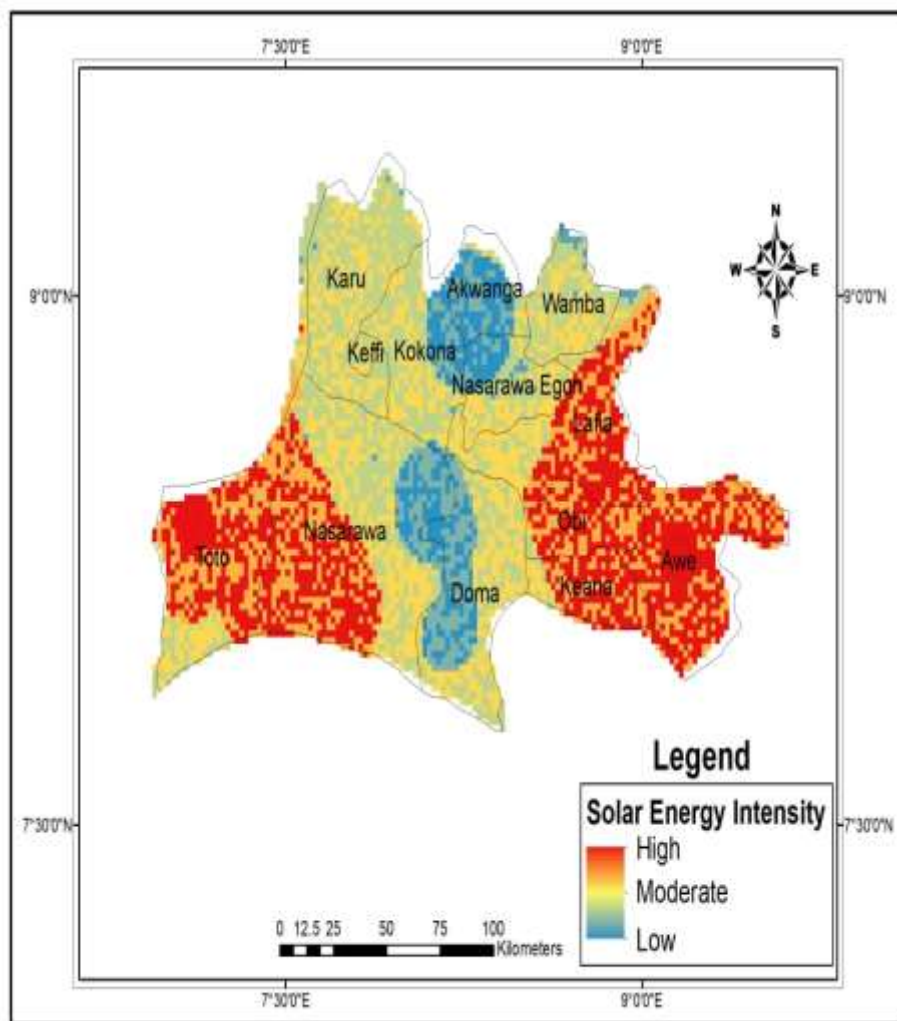 7°30'0"E 9°0'0"E
N
W E
S
9°0'0"N 9°0'0"N
Karu
Akwanga
Wamba
Keffi
Kokona
Nasarawa Egon
Lafia
Obi
Nasarawa
Toto
Awe
Keana
Doma
Legend
Solar Energy Intensity
High
Moderate
Low
7°30'0"N 7°30'0"N
0 12.5 25 50 75 100
Kilometers
7°30'0"E 9°0'0"E